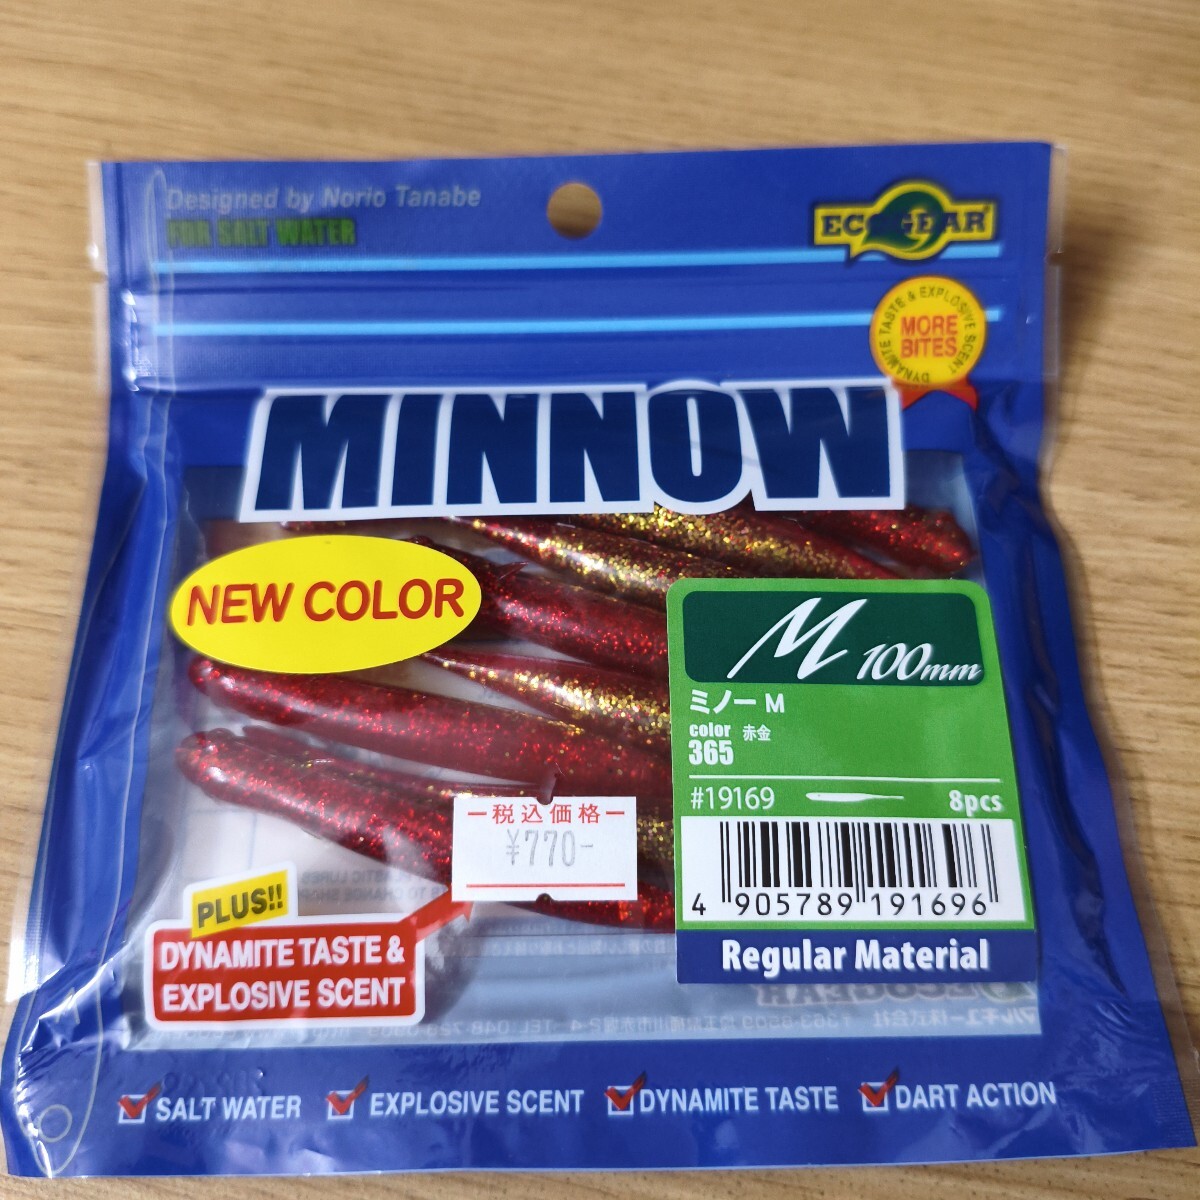 Designed by Norio Tanabe
FOR SALT WATER
ECOGEAR
DYNAMITE TASTE & EXPLOSIVE SCENT
MORE
BITES
MINNOW
NEW COLOR
M 100mm
ミノー M
color 赤金
365
#19169 8pcs
4 905789 191696
Regular Material
税込価格
¥770-
PLUS!!
DYNAMITE TASTE &
EXPLOSIVE SCENT
SALT WATER EXPLOSIVE SCENT DYNAMITE TASTE DART ACTION